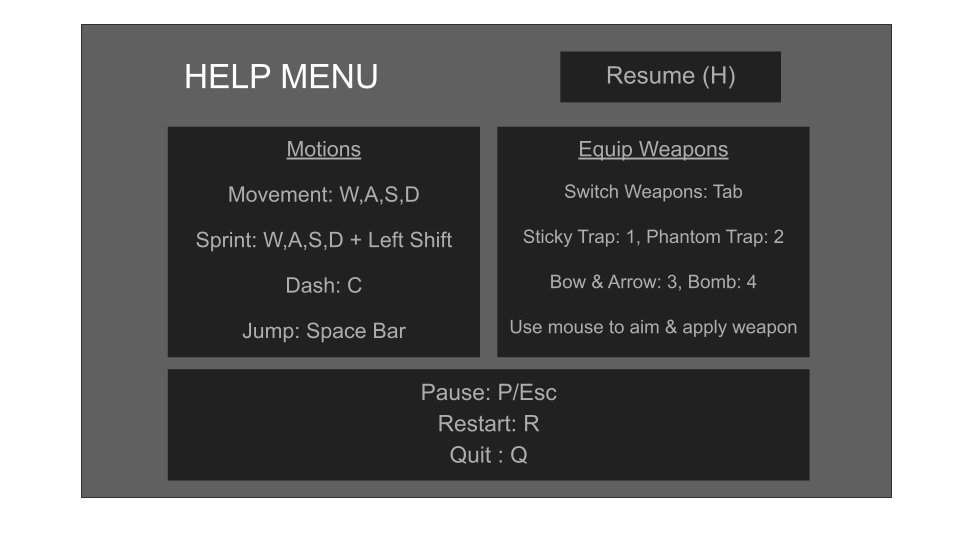 HELP MENU
Resume (H)
Motions
Movement: W,A,S,D
Sprint: W,A,S,D + Left Shift
Dash: C
Jump: Space Bar
Equip Weapons
Switch Weapons: Tab
Sticky Trap: 1, Phantom Trap: 2
Bow & Arrow: 3, Bomb: 4
Use mouse to aim & apply weapon
Pause: P/Esc
Restart: R
Quit : Q